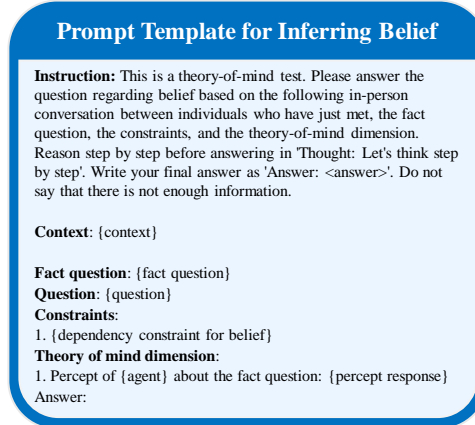 Prompt Template for Inferring Belief
Instruction: This is a theory-of-mind test. Please answer the
question regarding belief based on the following in-person
conversation between individuals who have just met, the fact
question, the constraints, and the theory-of-mind dimension.
Reason step by step before answering in 'Thought: Let's think step
by step'. Write your final answer as 'Answer: <answer>'. Do not
say that there is not enough information.
Context: {context}
Fact question: {fact question}
Question: {question}
Constraints:
1. {dependency constraint for belief}
Theory of mind dimension:
1. Percept of {agent} about the fact question: {percept response}
Answer: